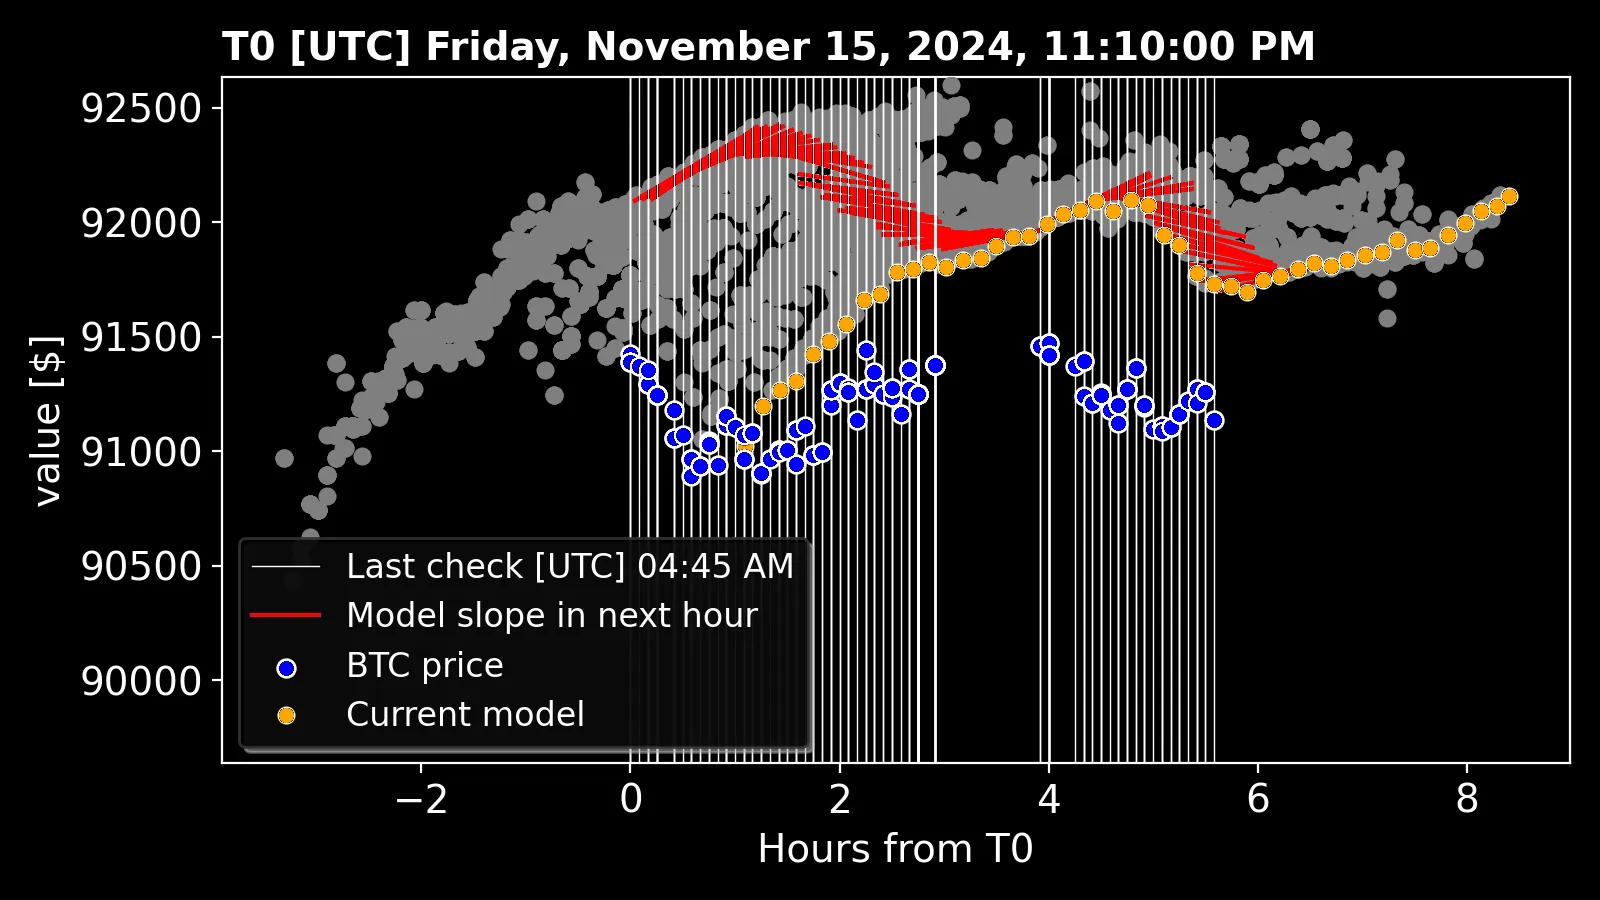 T0 [UTC] Friday, November 15, 2024, 11:10:00 PM
92500
92000
91500
91000
90500
90000
value [$]
Last check [UTC] 04:45 AM
Model slope in next hour
BTC price
Current model
−2 0 2 4 6 8
Hours from T0